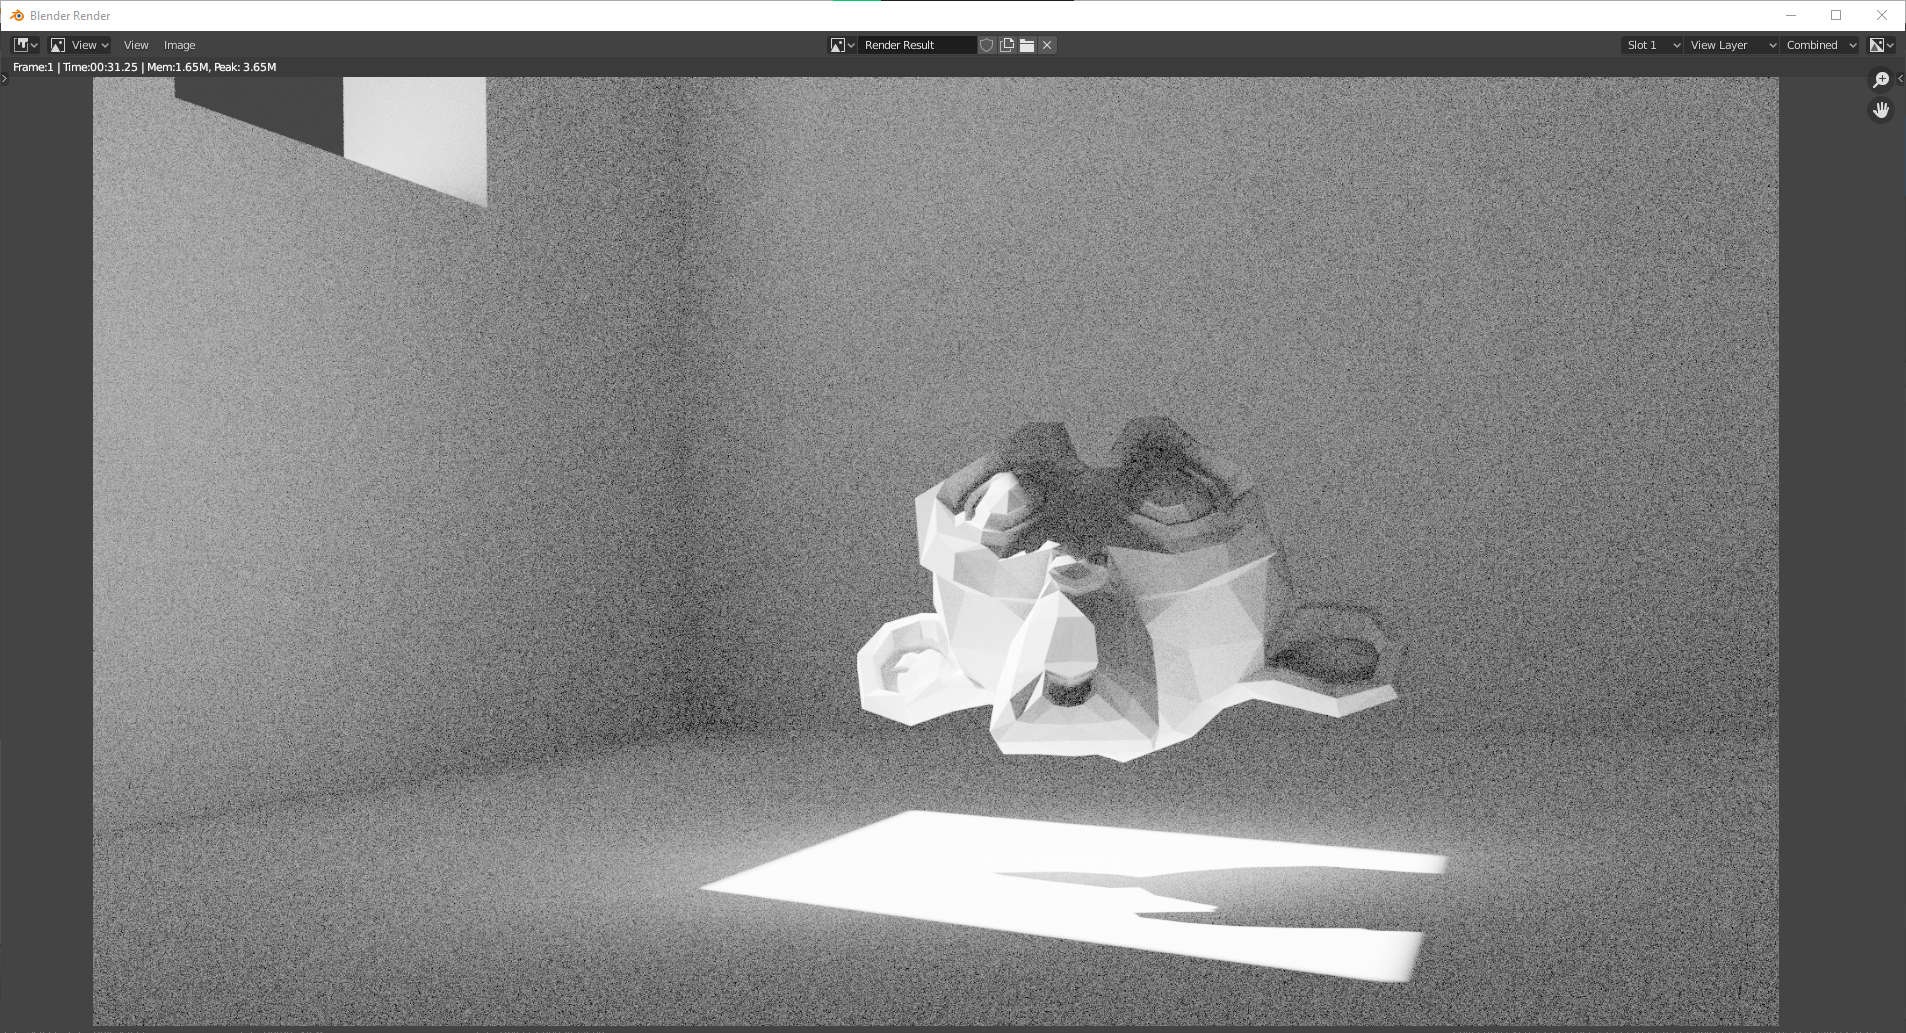 Blender Render
View View Image Render Result Slot 1 View Layer Combined
Frame:1 | Time:00:31.25 | Mem:1.65M, Peak: 3.65M